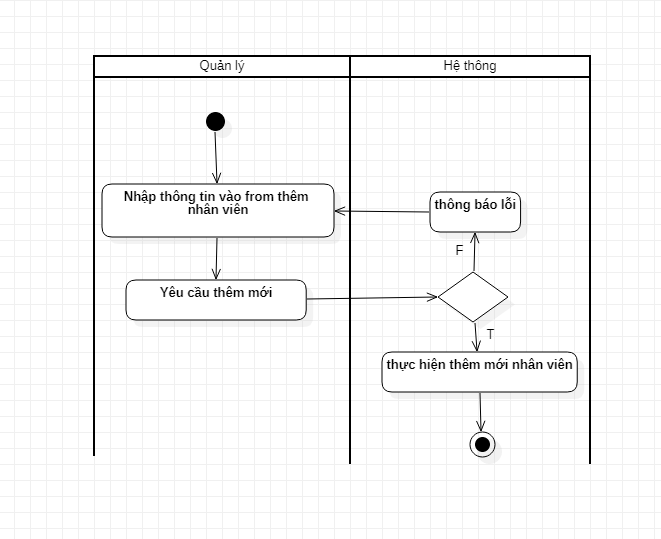 Quản lý
Hệ thông
Nhập thông tin vào from thêm
nhân viên
thông báo lỗi
F
Yêu cầu thêm mới
T
thực hiện thêm mới nhân viên